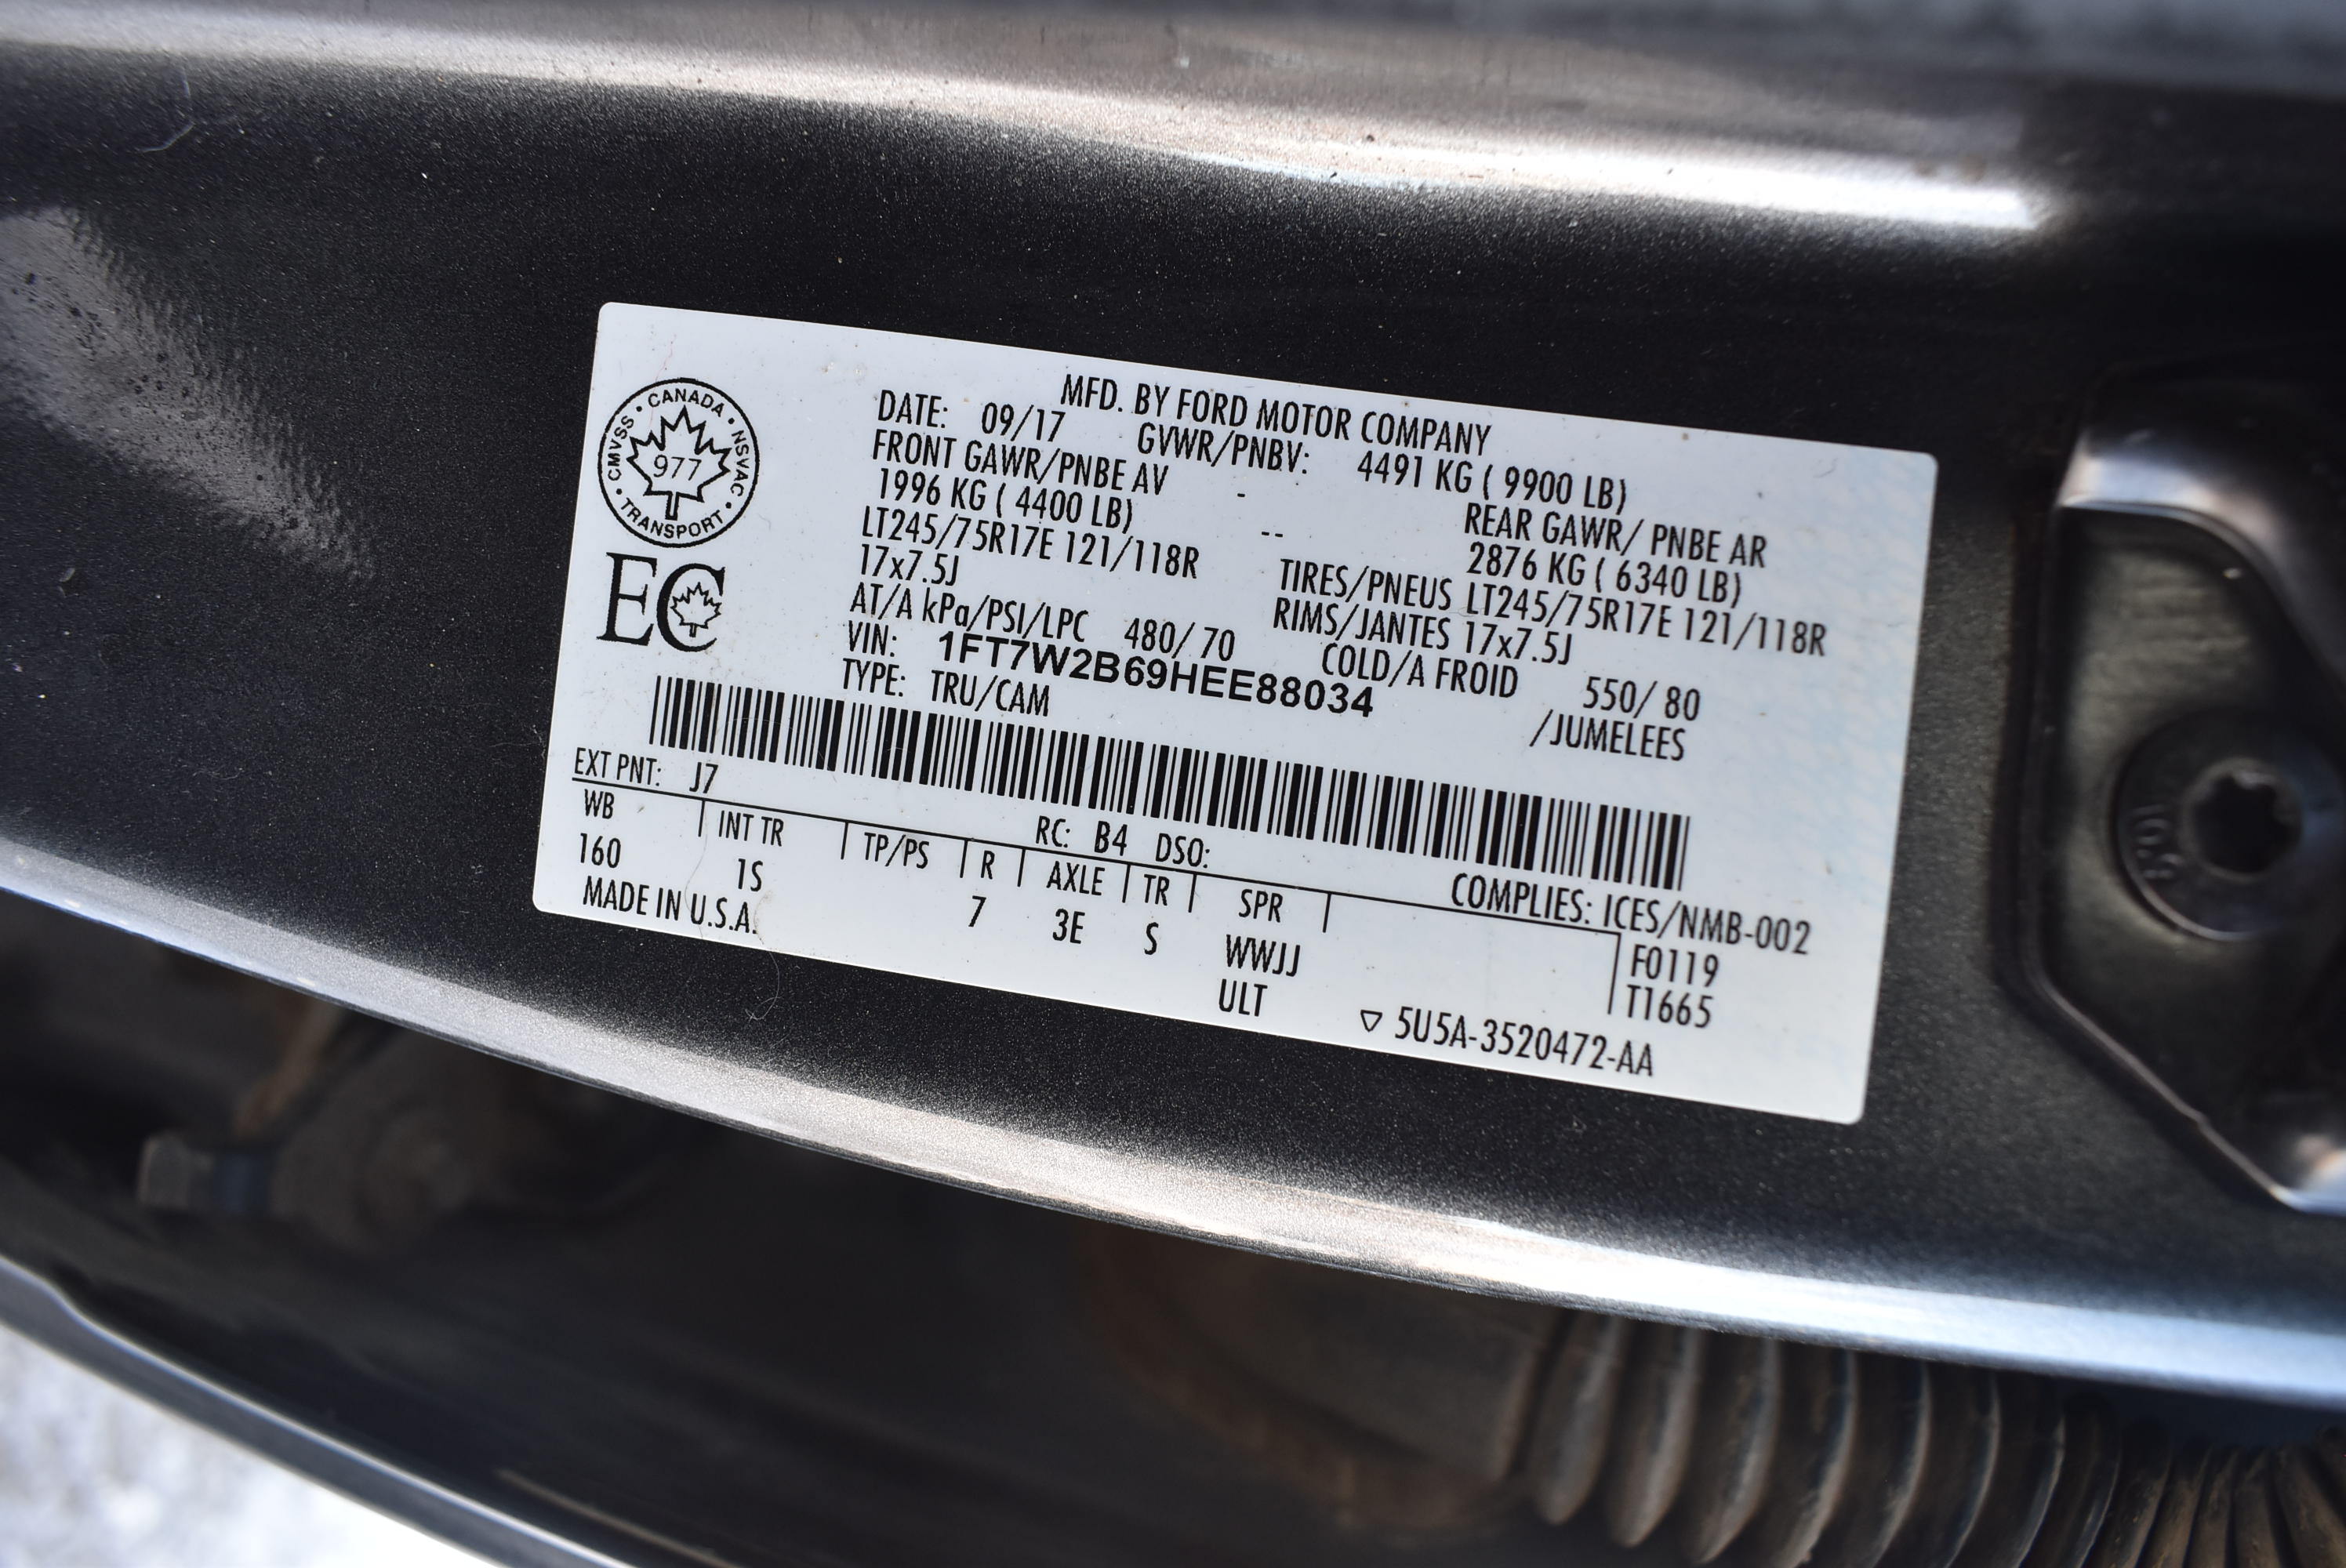 MFD. BY FORD MOTOR COMPANY
DATE: 09/17 GVWR/PNBV: 4491 KG ( 9900 LB)
FRONT GAWR/PNBE AV - REAR GAWR/ PNBE AR
1996 KG ( 4400 LB) -- 2876 KG ( 6340 LB)
LT245/75R17E 121/118R TIRES/PNEUS LT245/75R17E 121/118R
17x7.5J RIMS/JANTES 17x7.5J
AT/A kPa/PSI/LPC 480/ 70 COLD/A FROID 550/ 80
VIN: 1FT7W2B69HEE88034 /JUMELEES
TYPE: TRU/CAM
CANADA • NSVAC • TRANSPORT • CMVSS •
977
EC
EXT PNT: J7 RC: B4 DSO: COMPLIES: ICES/NMB-002
WB INT TR TP/PS R AXLE TR SPR F0119
160 1S 7 3E S WWJJ T1665
MADE IN U.S.A. ULT ▽ 5U5A-3520472-AA
10.9